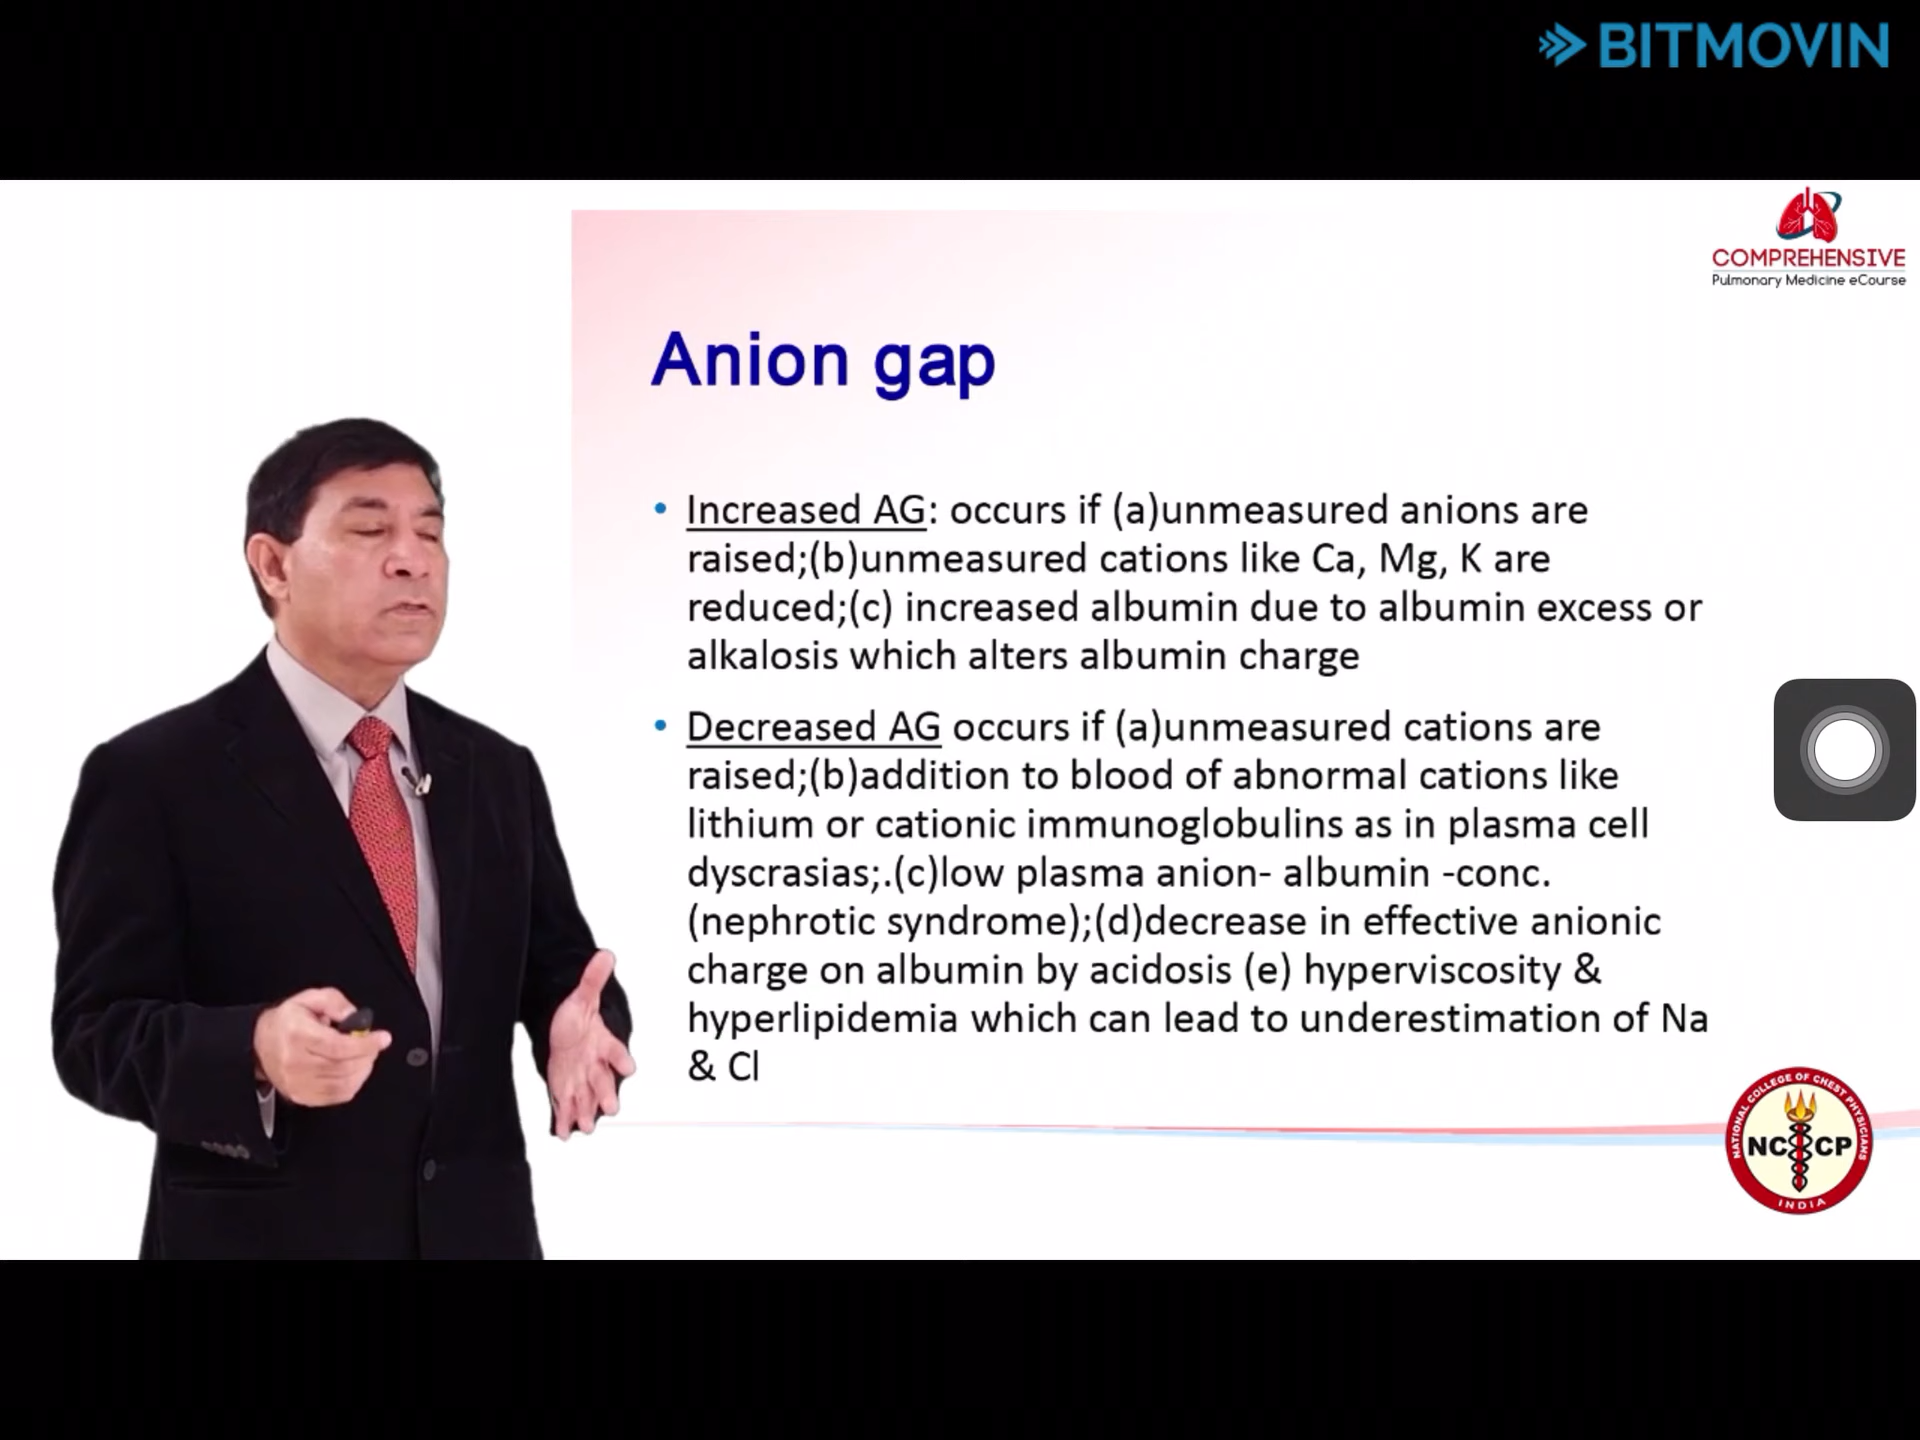 BITMOVIN
COMPREHENSIVE
Pulmonary Medicine eCourse
Anion gap
• Increased AG: occurs if (a)unmeasured anions are
raised;(b)unmeasured cations like Ca, Mg, K are
reduced;(c) increased albumin due to albumin excess or
alkalosis which alters albumin charge
• Decreased AG occurs if (a)unmeasured cations are
raised;(b)addition to blood of abnormal cations like
lithium or cationic immunoglobulins as in plasma cell
dyscrasias;.(c)low plasma anion- albumin -conc.
(nephrotic syndrome);(d)decrease in effective anionic
charge on albumin by acidosis (e) hyperviscosity &
hyperlipidemia which can lead to underestimation of Na
& Cl
NATIONAL COLLEGE OF CHEST PHYSICIANS
NC CP
INDIA